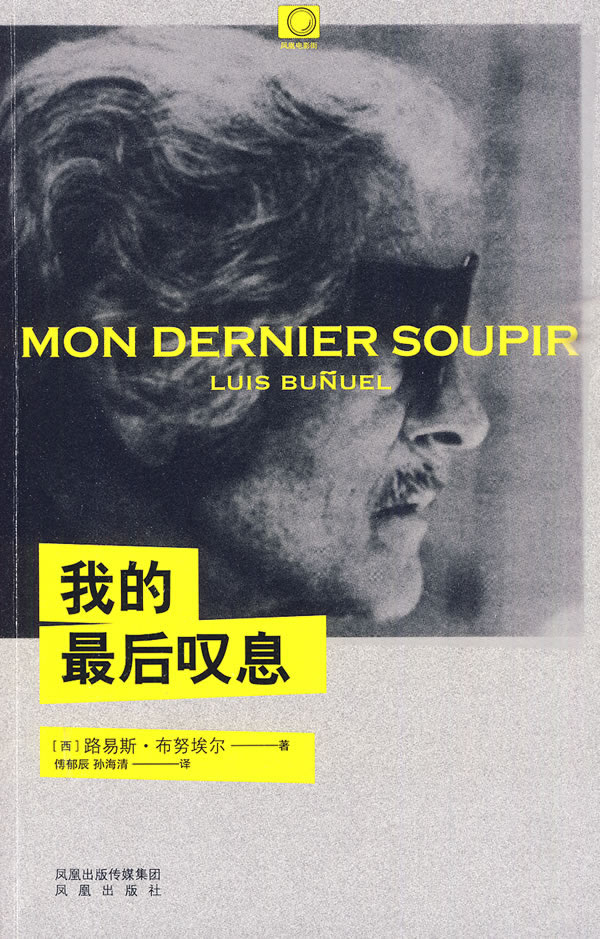 凤凰电影街
MON DERNIER SOUPIR
LUIS BUÑUEL
我的
最后叹息
[西] 路易斯·布努埃尔——著
傅郁辰 孙海清——译
凤凰出版传媒集团
凤凰出版社